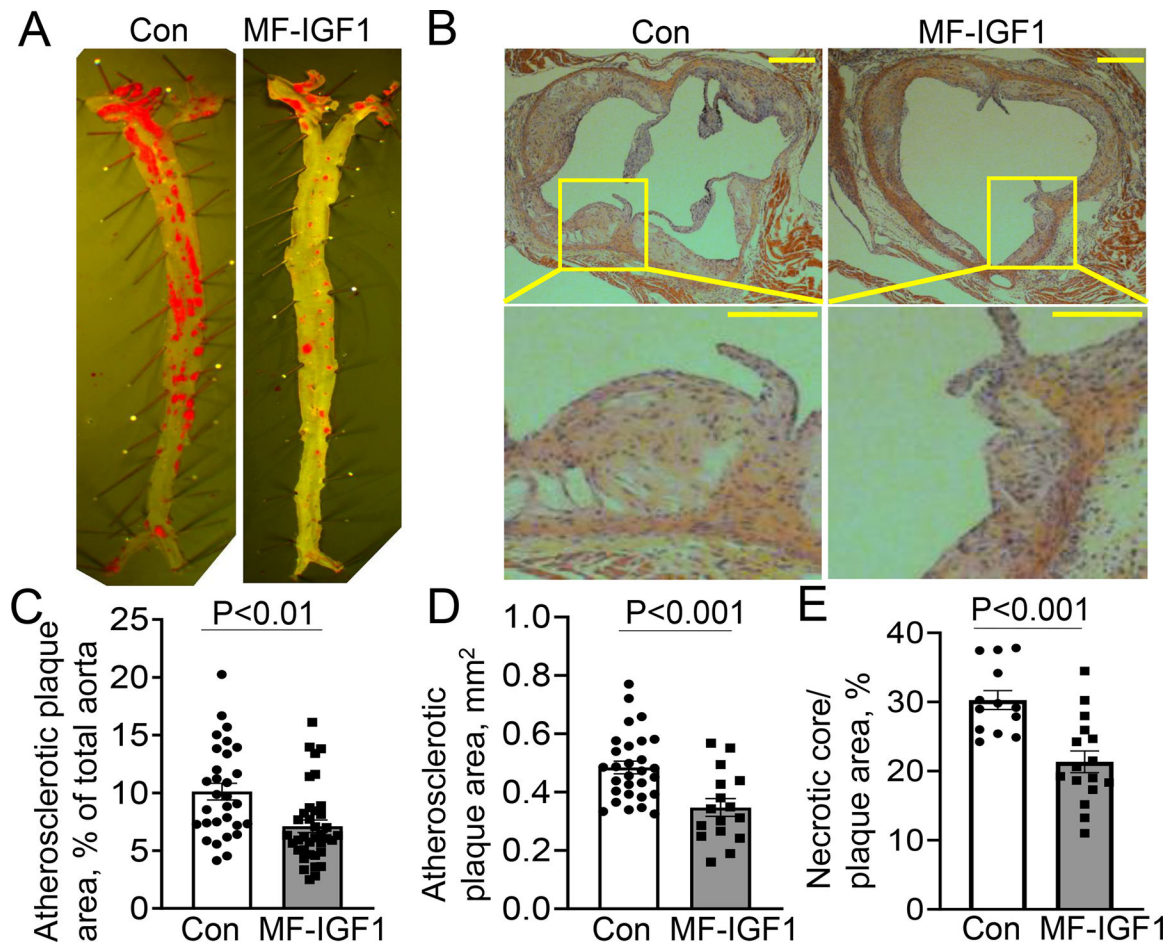 A
Con
MF-IGF1
B
Con
MF-IGF1
C
P<0.01
Atherosclerotic plaque
area, % of total aorta
25
20
15
10
5
0
Con
MF-IGF1
D
P<0.001
Atherosclerotic
plaque area, mm²
1.0
0.8
0.6
0.4
0.2
0.0
Con
MF-IGF1
E
P<0.001
Necrotic core/
plaque area, %
40
30
20
10
0
Con
MF-IGF1